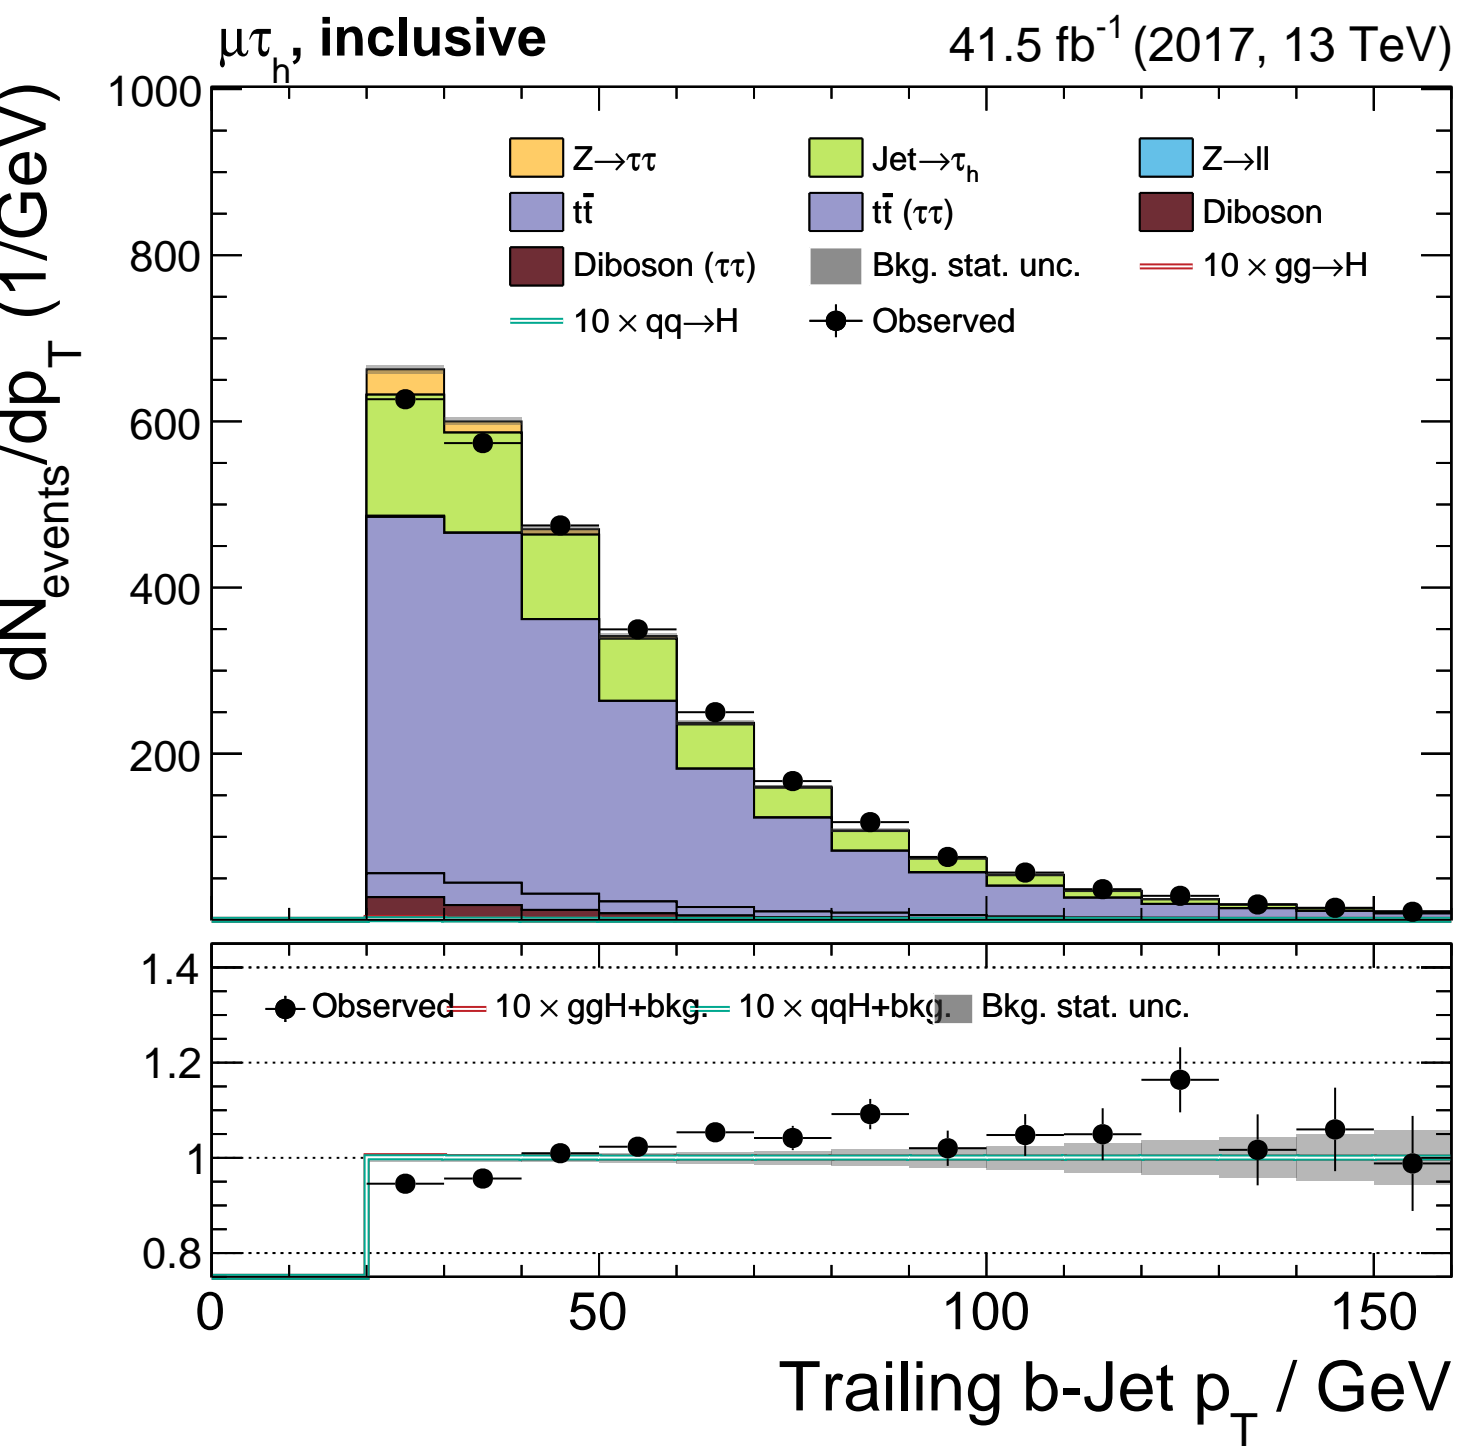 μτh, inclusive 41.5 fb-1 (2017, 13 TeV)
dNevents/dpT (1/GeV)
1000
800
600
400
200
Z→ττ Jet→τh Z→ll
tt̄ tt̄ (ττ) Diboson
Diboson (ττ) Bkg. stat. unc. 10 × gg→H
10 × qq→H Observed
1.4
1.2
1
0.8
Observed 10 × ggH+bkg. 10 × qqH+bkg. Bkg. stat. unc.
0 50 100 150
Trailing b-Jet pT / GeV